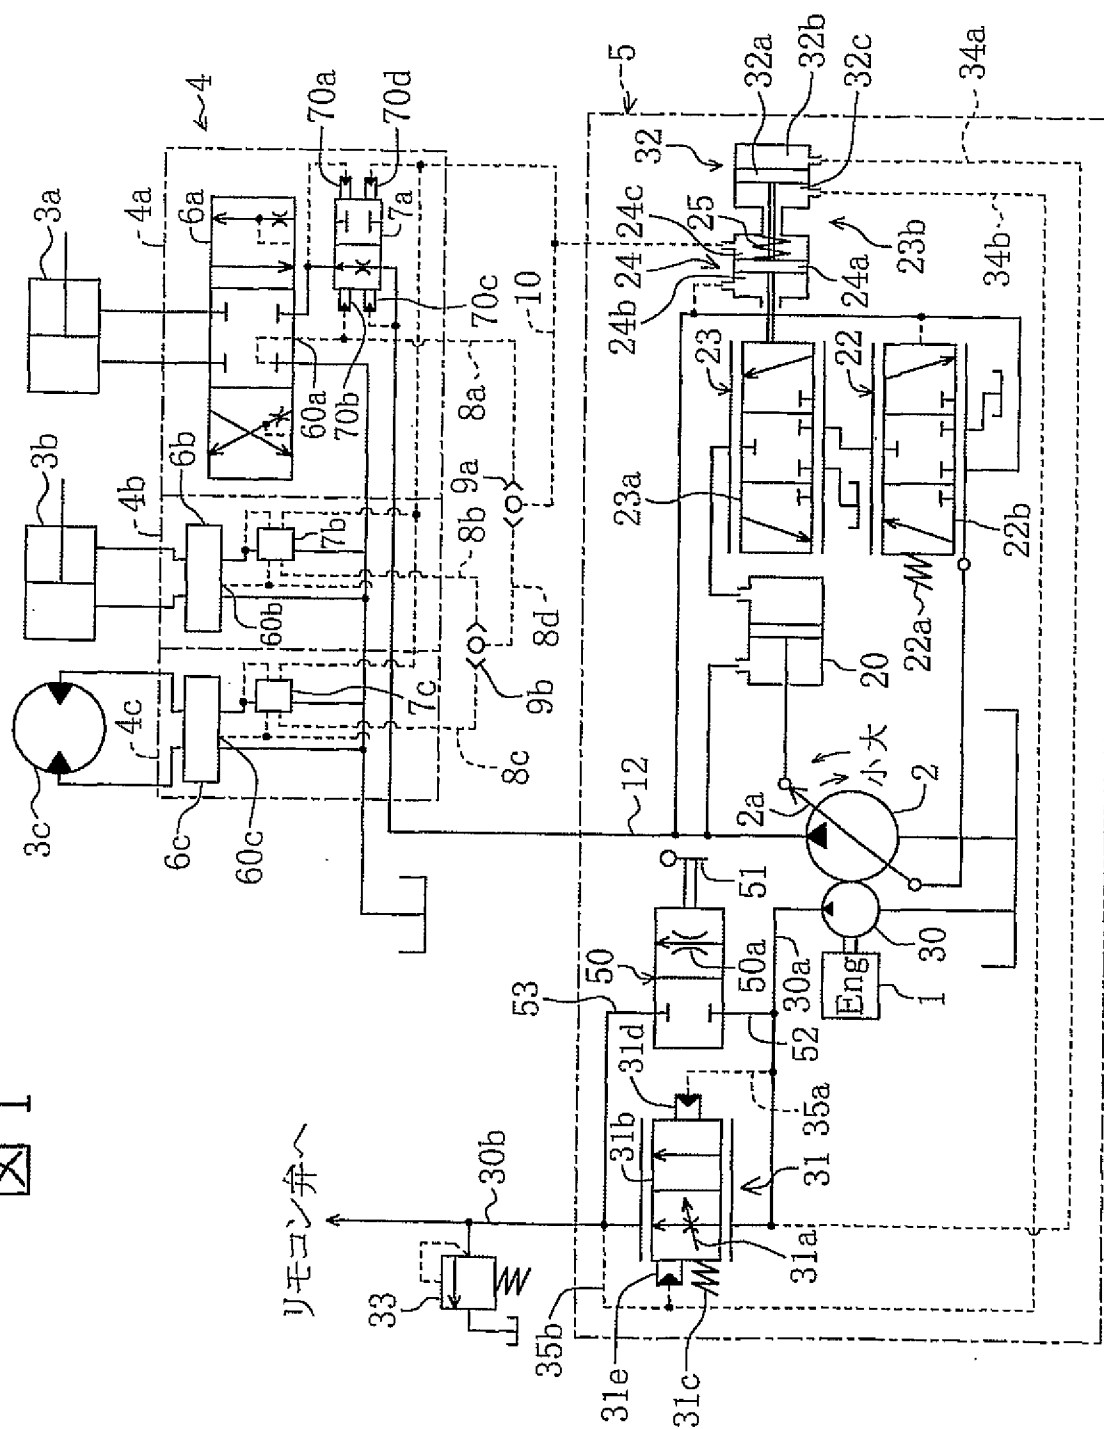 図1
3a
3b
3c
4
4a
4b
4c
6a
6b
6c
60a
60b
60c
70a
70b
70c
70d
7a
7b
7c
8a
8b
8c
8d
9a
9b
10
12
5
32
32a
32b
32c
34a
34b
24
24a
24b
24c
25
23
23a
23b
22
22a
22b
20
小
大
2a
2
51
50
50a
53
52
30a
30
Eng
1
リモコン弁へ
30b
33
31
31a
31b
31c
31d
31e
35a
35b